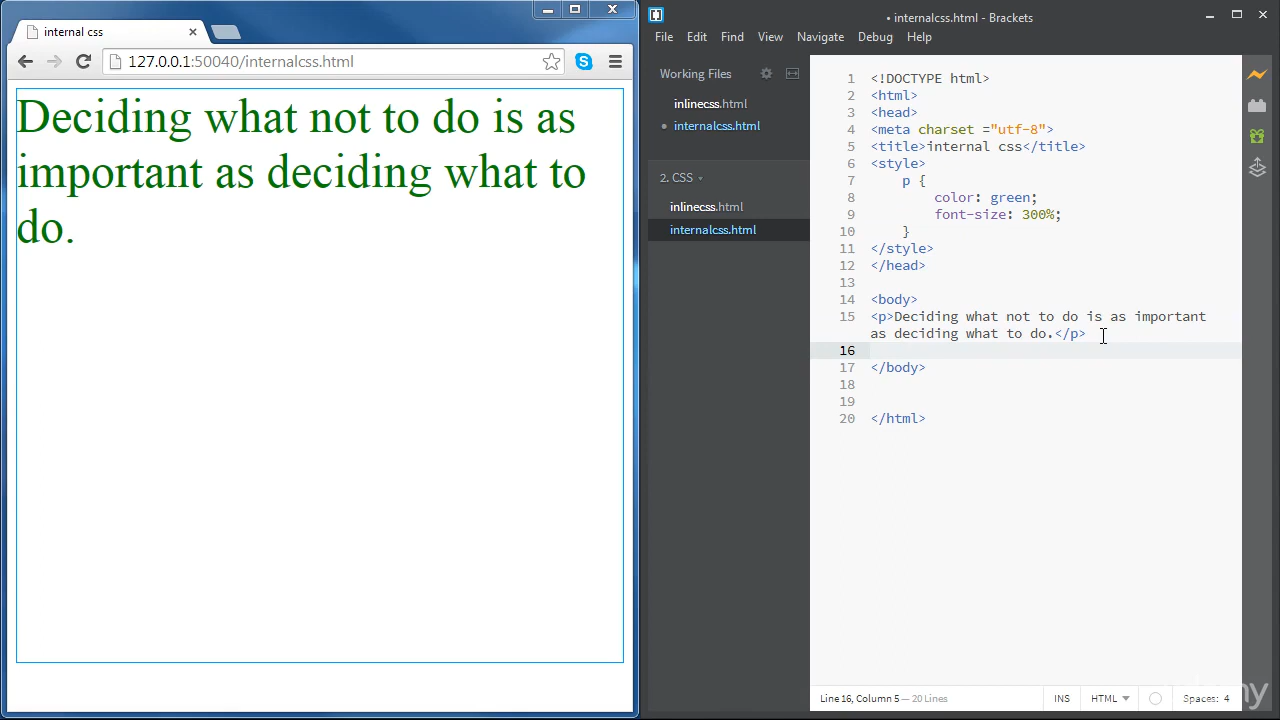 internal css
127.0.0.1:50040/internalcss.html
Deciding what not to do is as
important as deciding what to
do.
• internalcss.html - Brackets
File Edit Find View Navigate Debug Help
Working Files
inlinecss.html
internalcss.html
2. CSS
inlinecss.html
internalcss.html
1 <!DOCTYPE html>
2 <html>
3 <head>
4 <meta charset ="utf-8">
5 <title>internal css</title>
6 <style>
7 p {
8 color: green;
9 font-size: 300%;
10 }
11 </style>
12 </head>
13
14 <body>
15 <p>Deciding what not to do is as important
as deciding what to do.</p>
16
17 </body>
18
19
20 </html>
Line 16, Column 5 — 20 Lines
INS HTML Spaces: 4